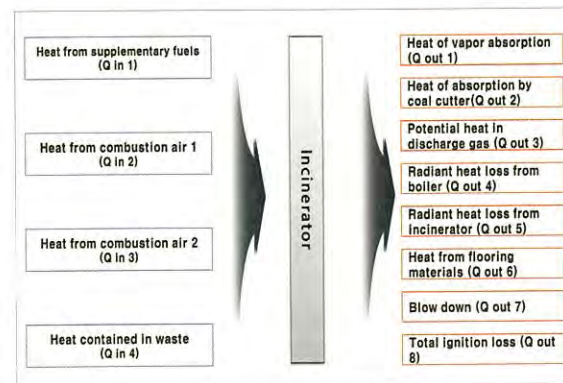 Heat from supplementary fuels
(Q in 1)
Heat from combustion air 1
(Q in 2)
Heat from combustion air 2
(Q in 3)
Heat contained in waste
(Q in 4)
Incinerator
Heat of vapor absorption
(Q out 1)
Heat of absorption by
coal cutter(Q out 2)
Potential heat in
discharge gas (Q out 3)
Radiant heat loss from
boiler (Q out 4)
Radiant heat loss from
incinerator (Q out 5)
Heat from flooring
materials (Q out 6)
Blow down (Q out 7)
Total ignition loss (Q out
8)